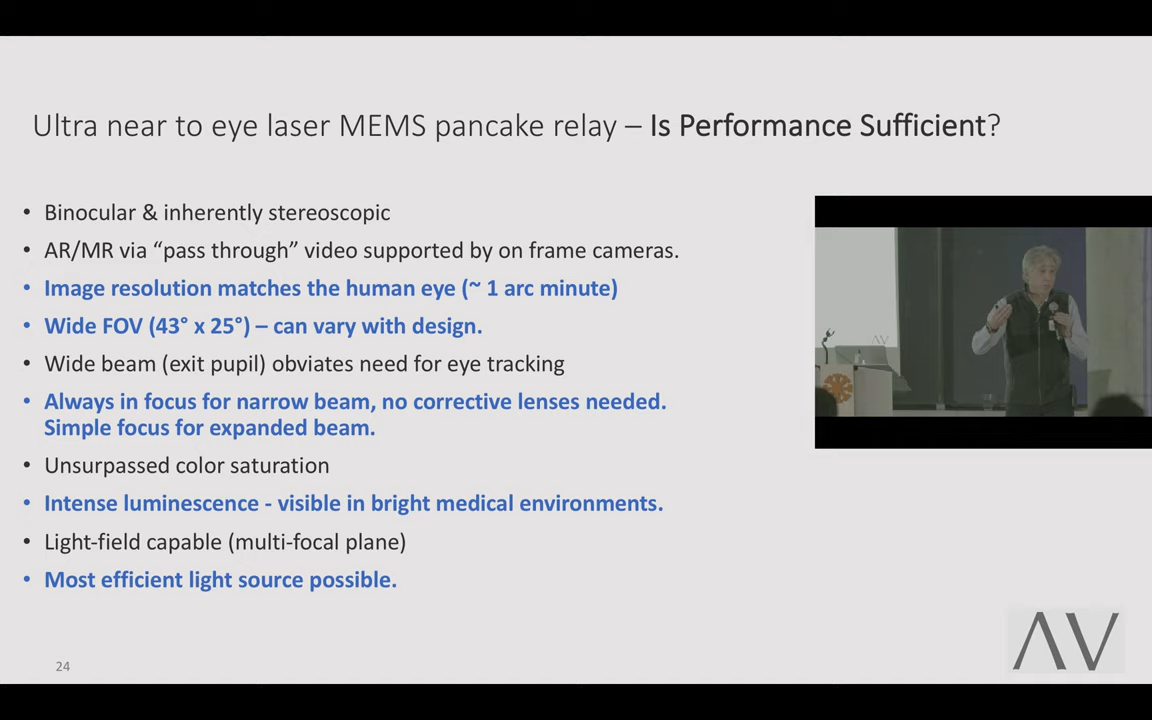 Ultra near to eye laser MEMS pancake relay – Is Performance Sufficient?
• Binocular & inherently stereoscopic
• AR/MR via “pass through” video supported by on frame cameras.
• Image resolution matches the human eye (~ 1 arc minute)
• Wide FOV (43° x 25°) – can vary with design.
• Wide beam (exit pupil) obviates need for eye tracking
• Always in focus for narrow beam, no corrective lenses needed.
Simple focus for expanded beam.
• Unsurpassed color saturation
• Intense luminescence - visible in bright medical environments.
• Light-field capable (multi-focal plane)
• Most efficient light source possible.
24
AV